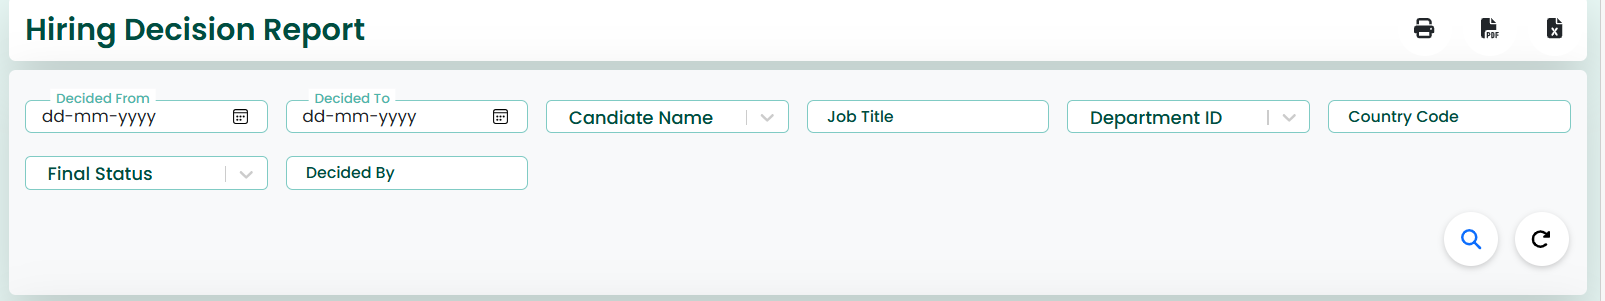 Hiring Decision Report
PDF
X
Decided From
Decided To
dd-mm-yyyy
dd-mm-yyyy
Candiate Name
Job Title
Department ID
Country Code
Final Status
Decided By